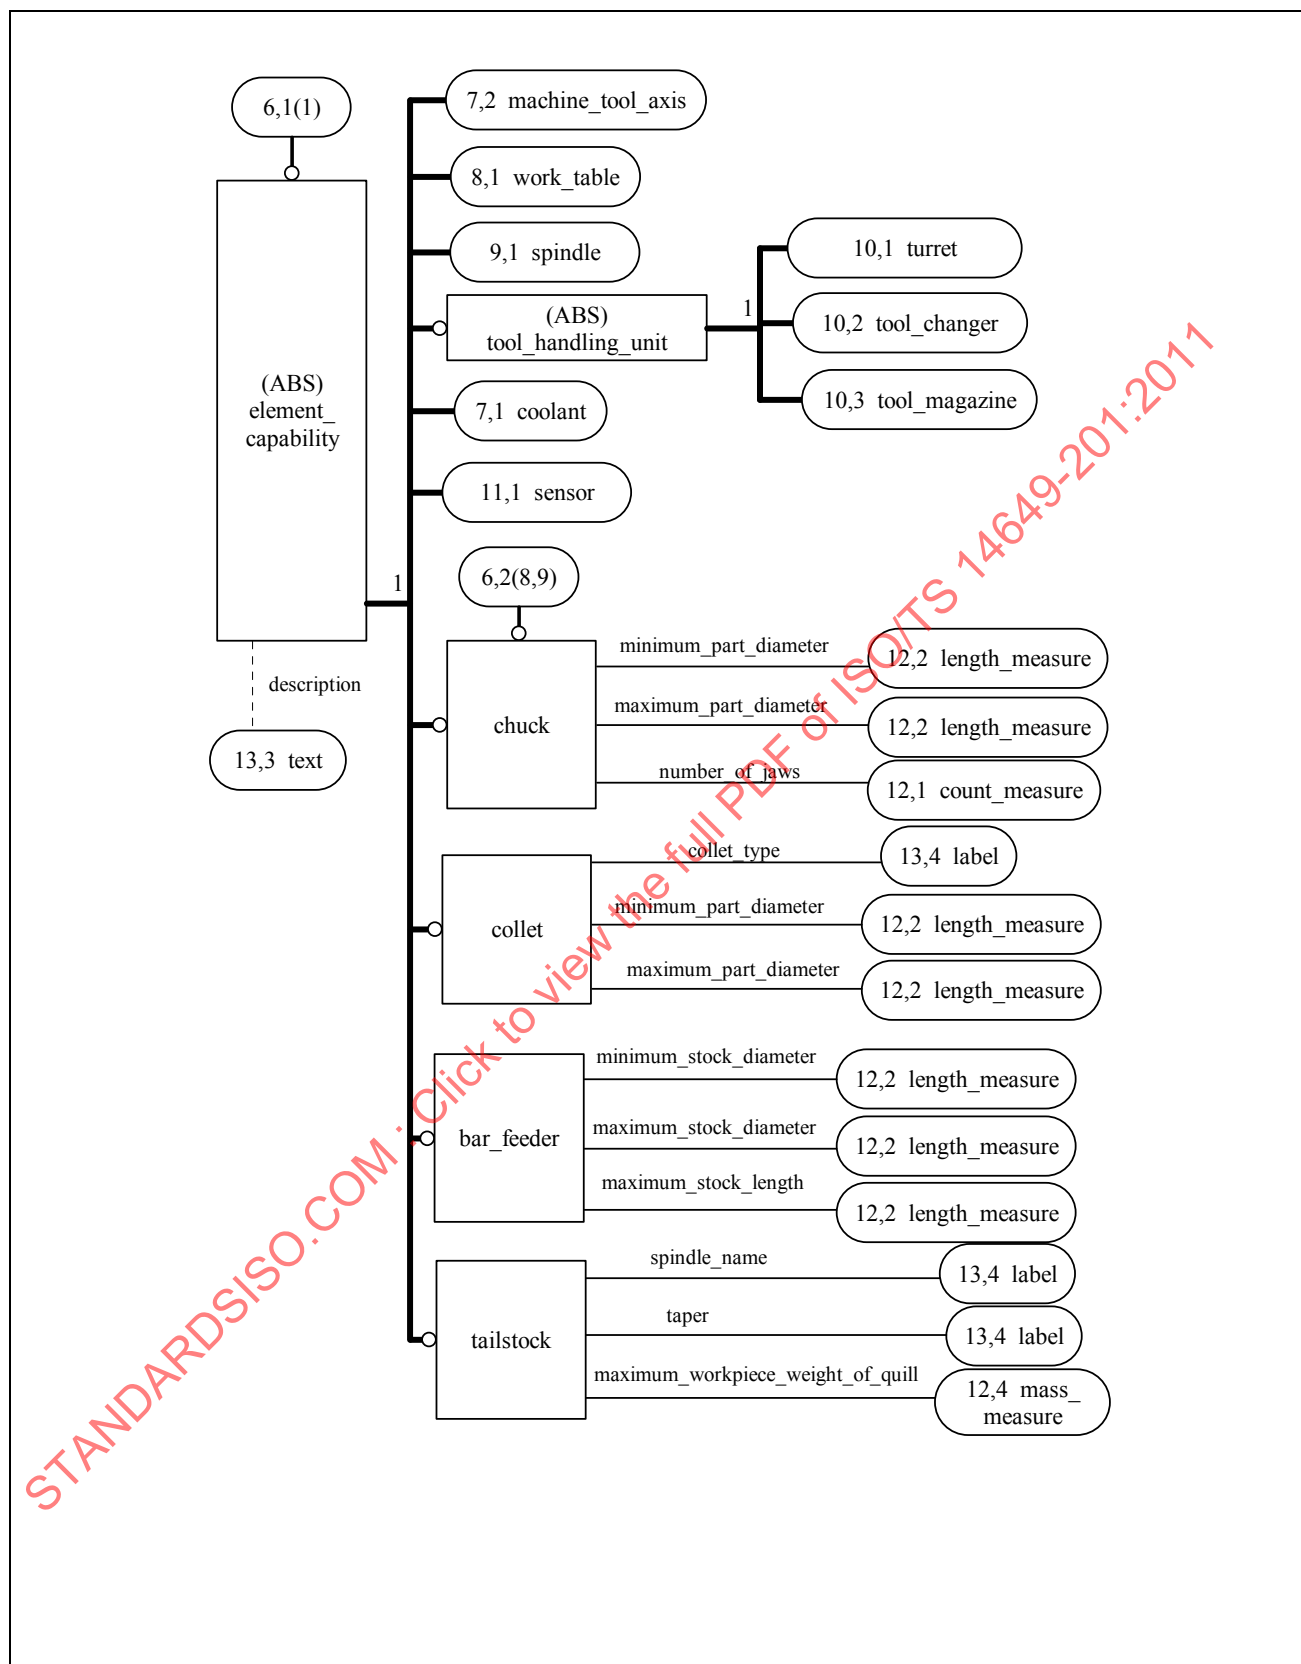 6,1(1)
(ABS)
element_
capability
1
description
13,3 text
7,2 machine_tool_axis
8,1 work_table
9,1 spindle
(ABS)
tool_handling_unit
1
10,1 turret
10,2 tool_changer
10,3 tool_magazine
7,1 coolant
11,1 sensor
6,2(8,9)
chuck
minimum_part_diameter
12,2 length_measure
maximum_part_diameter
12,2 length_measure
number_of_jaws
12,1 count_measure
collet
collet_type
13,4 label
minimum_part_diameter
12,2 length_measure
maximum_part_diameter
12,2 length_measure
bar_feeder
minimum_stock_diameter
12,2 length_measure
maximum_stock_diameter
12,2 length_measure
maximum_stock_length
12,2 length_measure
tailstock
spindle_name
13,4 label
taper
13,4 label
maximum_workpiece_weight_of_quill
12,4 mass_
measure
STANDARDSISO.COM : Click to view the full PDF of ISO/TS 14649-201:2011